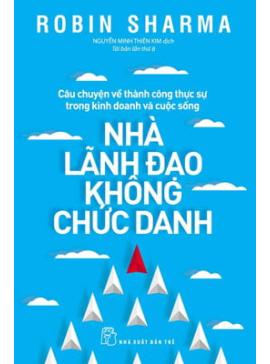 ROBIN SHARMA
NGUYỄN MINH THIÊN KIM dịch
Tái bản lần thứ 8
Câu chuyện về thành công thực sự
trong kinh doanh và cuộc sống
NHÀ
LÃNH ĐẠO
KHÔNG
CHỨC DANH
NHÀ XUẤT BẢN TRẺ